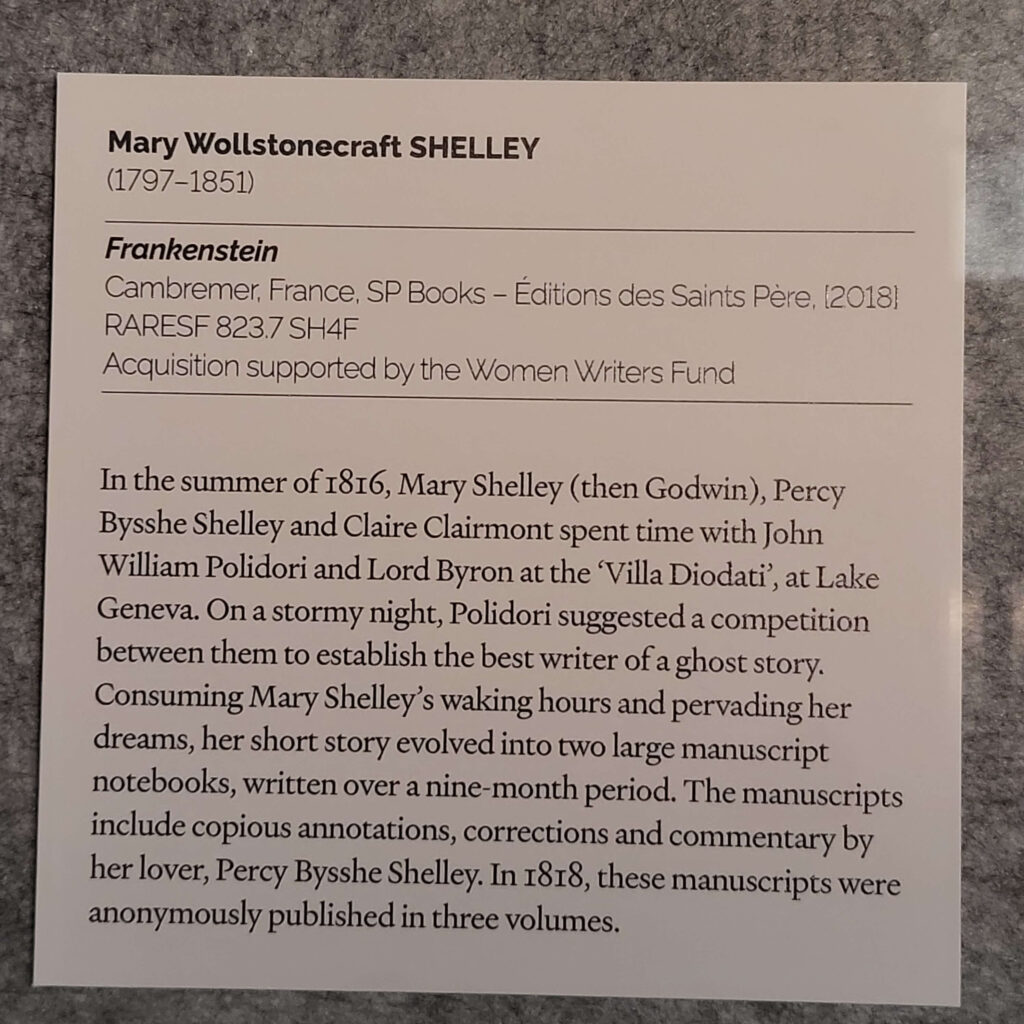 Mary Wollstonecraft SHELLEY
(1797–1851)
Frankenstein
Cambremer, France, SP Books – Éditions des Saints Père, [2018]
RARESF 823.7 SH4F
Acquisition supported by the Women Writers Fund
In the summer of 1816, Mary Shelley (then Godwin), Percy
Bysshe Shelley and Claire Clairmont spent time with John
William Polidori and Lord Byron at the ‘Villa Diodati’, at Lake
Geneva. On a stormy night, Polidori suggested a competition
between them to establish the best writer of a ghost story.
Consuming Mary Shelley’s waking hours and pervading her
dreams, her short story evolved into two large manuscript
notebooks, written over a nine-month period. The manuscripts
include copious annotations, corrections and commentary by
her lover, Percy Bysshe Shelley. In 1818, these manuscripts were
anonymously published in three volumes.